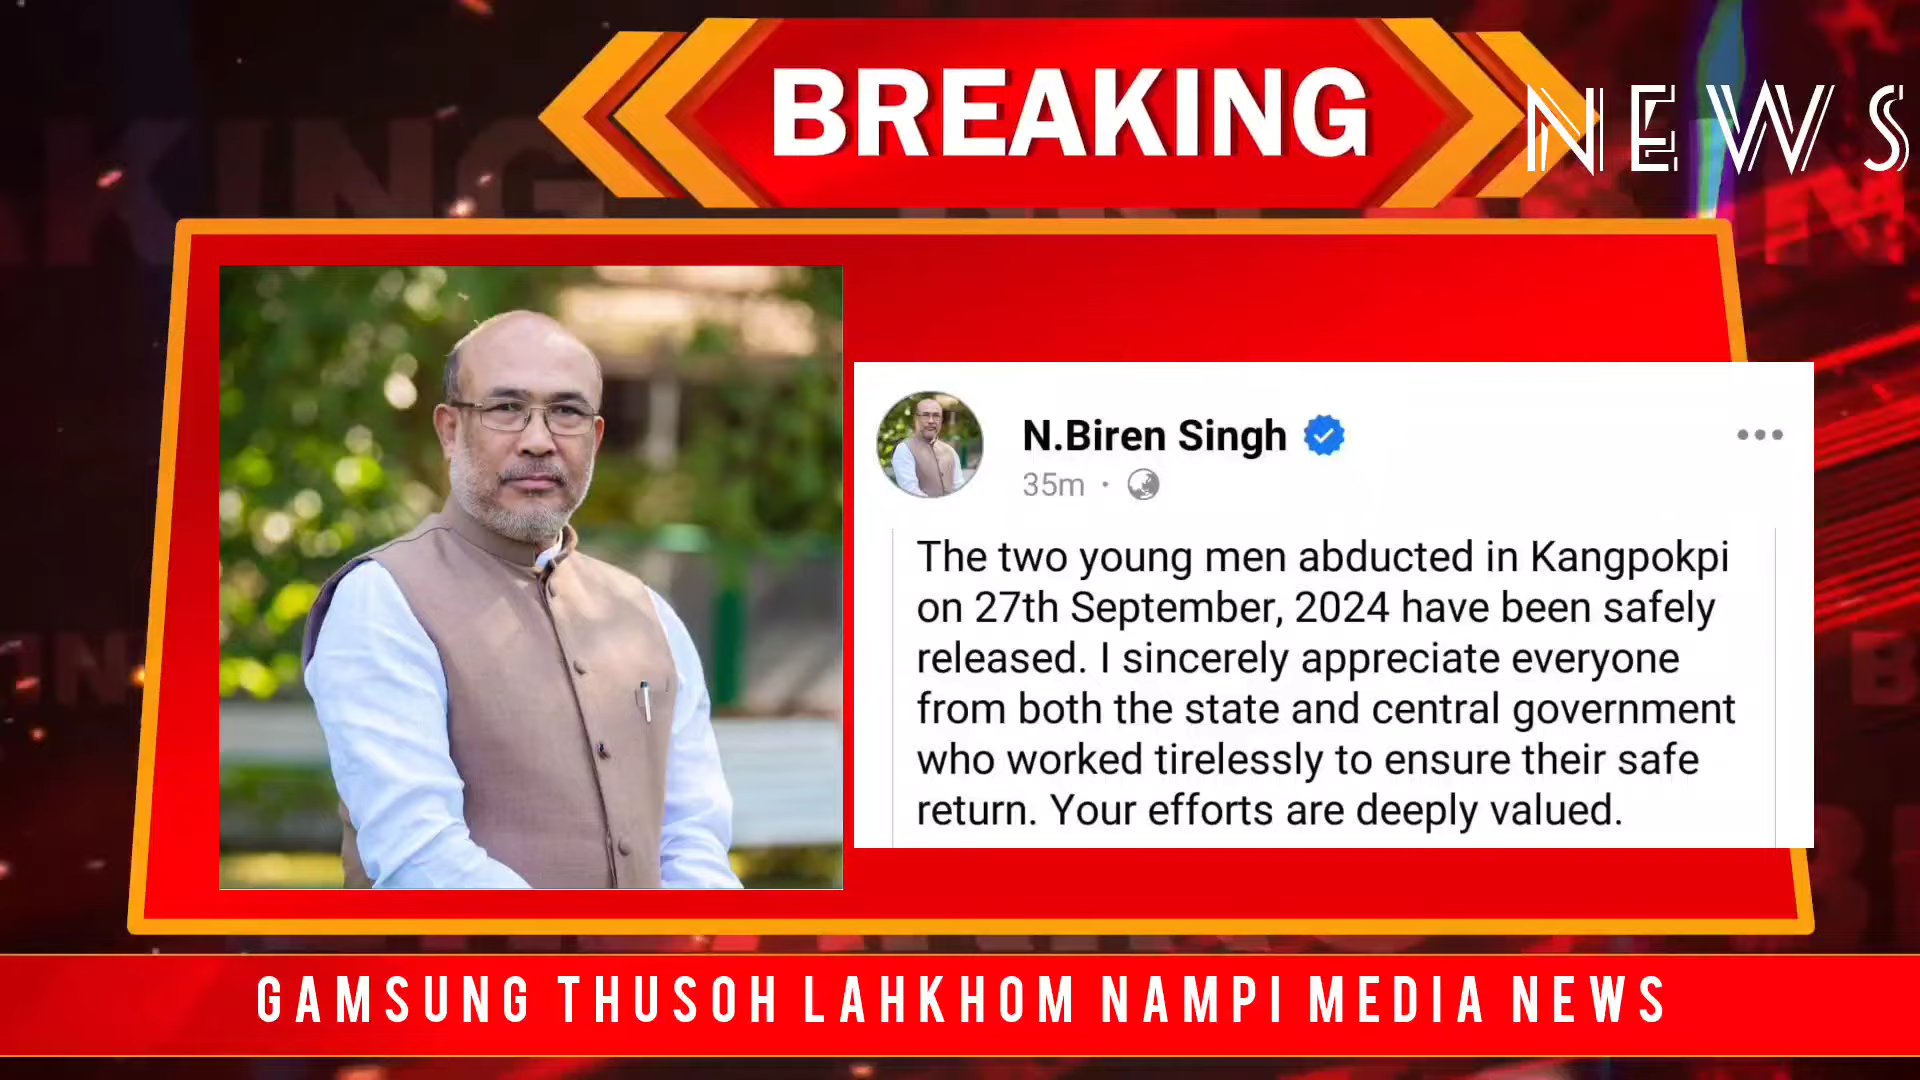 BREAKING
NEWS
N.Biren Singh
35m
The two young men abducted in Kangpokpi
on 27th September, 2024 have been safely
released. I sincerely appreciate everyone
from both the state and central government
who worked tirelessly to ensure their safe
return. Your efforts are deeply valued.
GAMSUNG THUSOH LAHKHOM NAMPI MEDIA NEWS